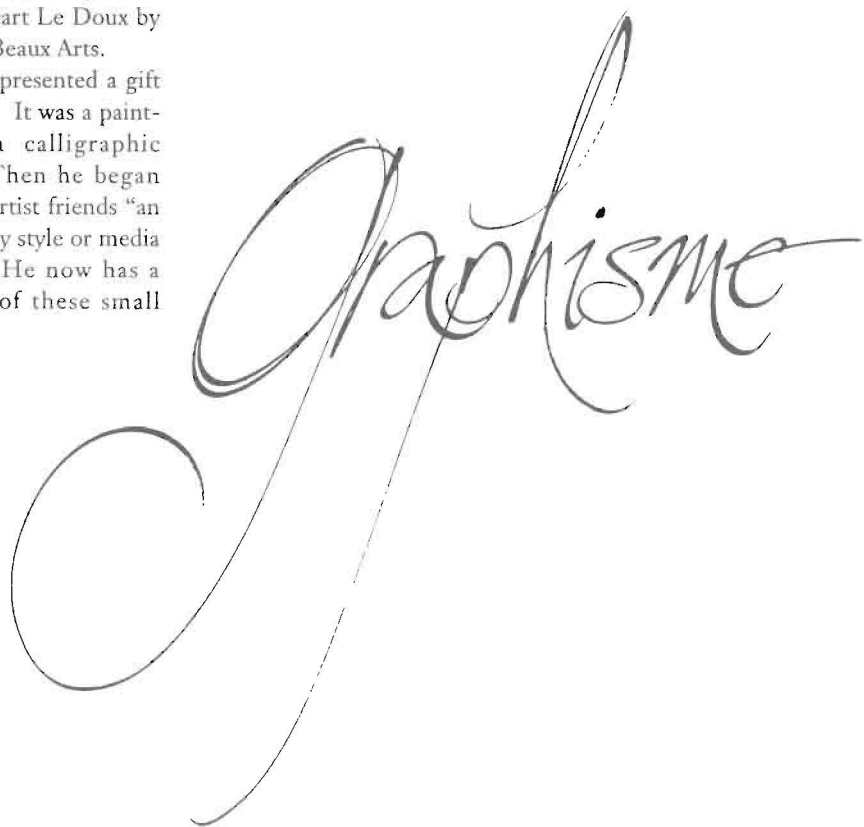 art Le Doux by
Beaux Arts.
presented a gift
It was a paint-
calligraphic
hen he began
rtist friends “an
y style or media
He now has a
of these small
graphisme